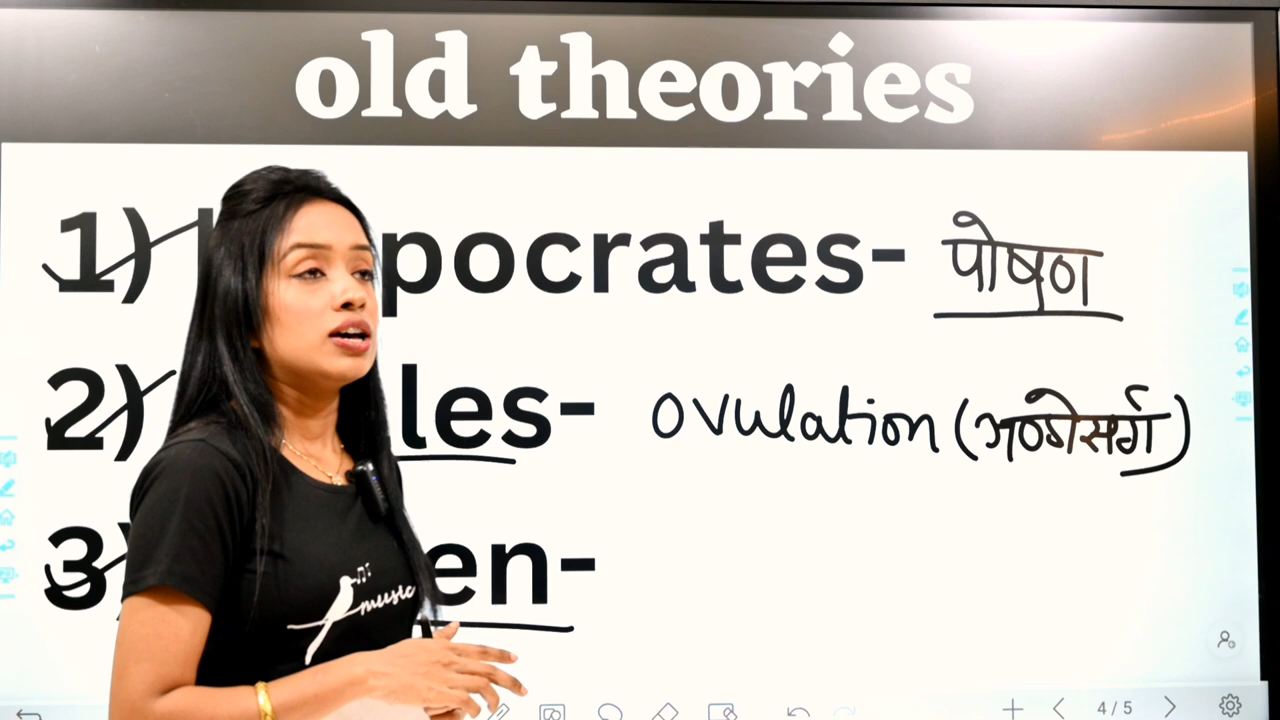 old theories
1) pocrates- पोषण
2) les- ovulation (अण्डोसर्ग)
3) en-
music
4/5